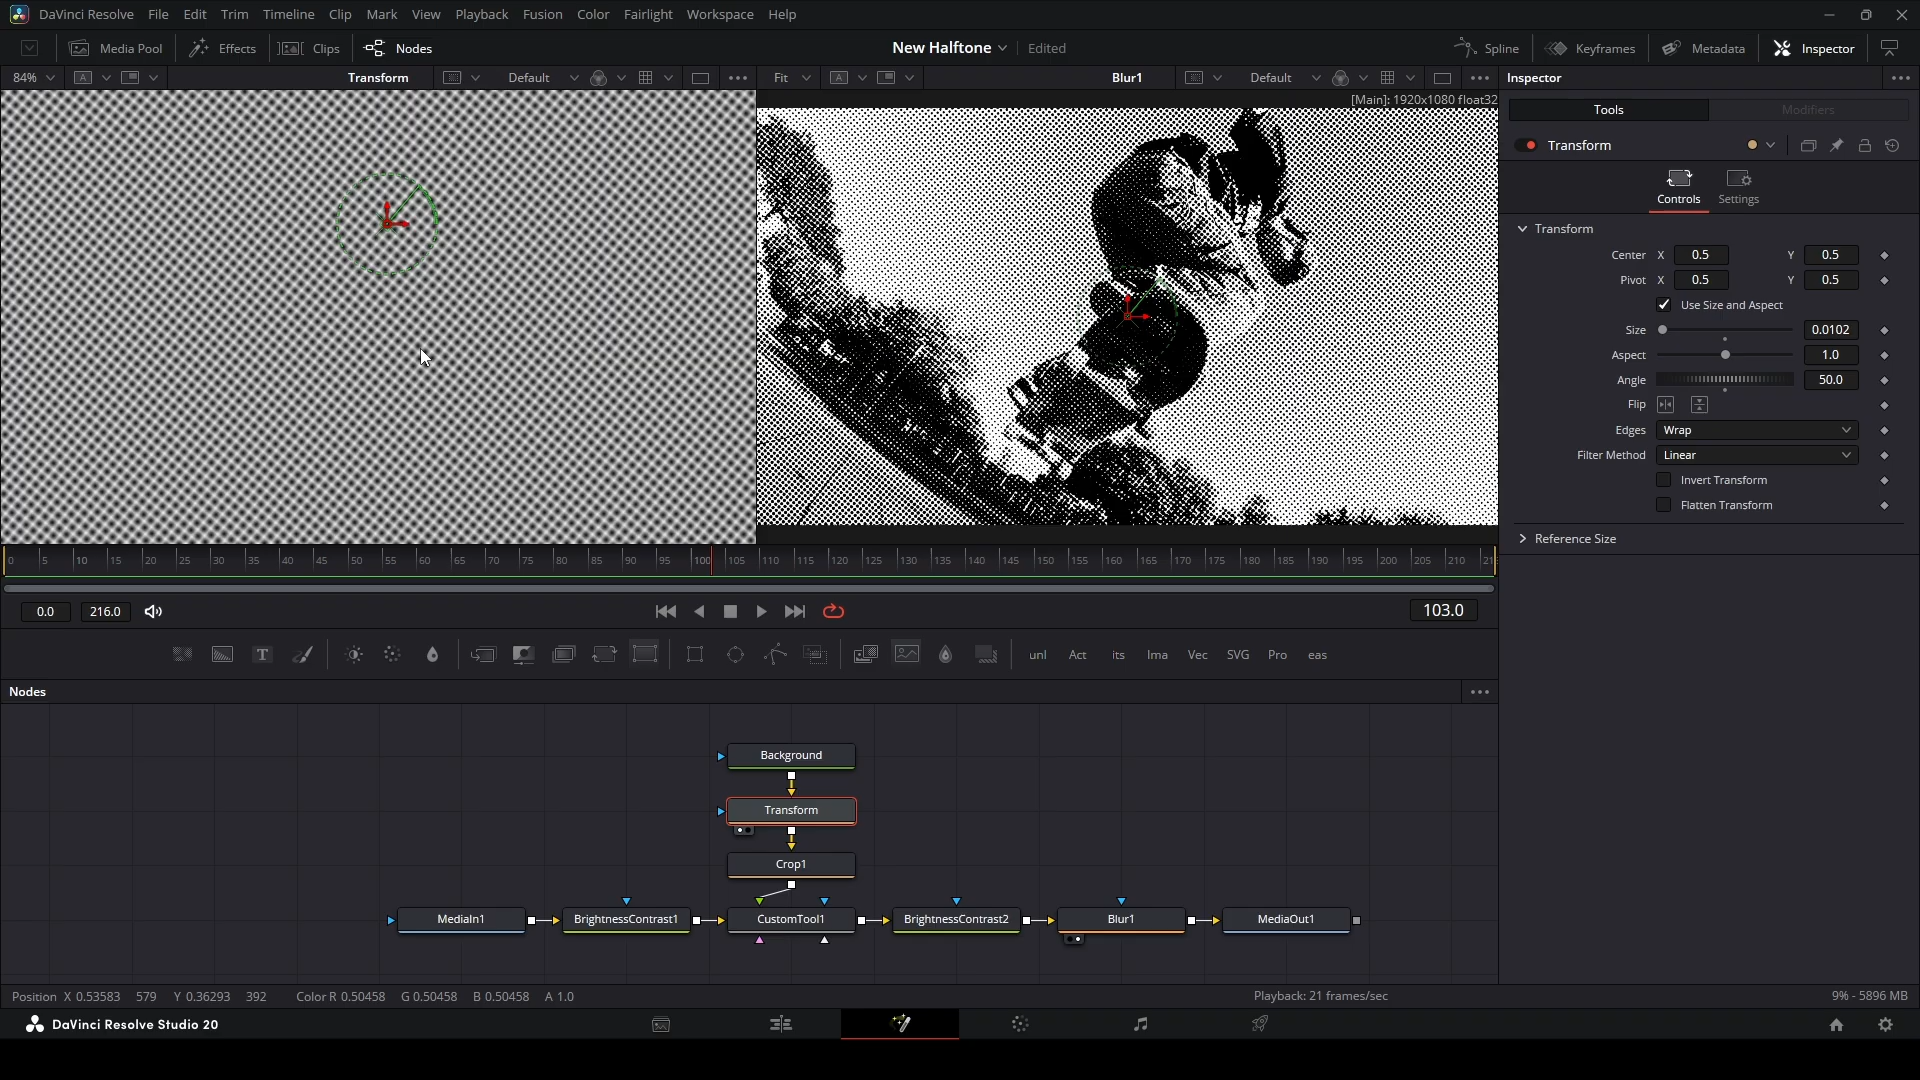 DaVinci Resolve File Edit Trim Timeline Clip Mark View Playback Fusion Color Fairlight Workspace Help
Media Pool Effects Clips Nodes New Halftone Edited Spline Keyframes Metadata Inspector
84% A Transform Default Fit A Blur1 Default Inspector
[Main]: 1920x1080 float32
Tools Modifiers
Transform
Controls Settings
Transform
Center X 0.5 Y 0.5
Pivot X 0.5 Y 0.5
Use Size and Aspect
Size 0.0102
Aspect 1.0
Angle 50.0
Flip
Edges Wrap
Filter Method Linear
Invert Transform
Flatten Transform
Reference Size
0 5 10 15 20 25 30 35 40 45 50 55 60 65 70 75 80 85 90 95 100 105 110 115 120 125 130 135 140 145 150 155 160 165 170 175 180 185 190 195 200 205 210 21
0.0 216.0 103.0
T unl Act its Ima Vec SVG Pro eas
Nodes
Background
Transform
Crop1
MediaIn1 BrightnessContrast1 CustomTool1 BrightnessContrast2 Blur1 MediaOut1
Position X 0.53583 579 Y 0.36293 392 Color R 0.50458 G 0.50458 B 0.50458 A 1.0 Playback: 21 frames/sec 9% - 5896 MB
DaVinci Resolve Studio 20